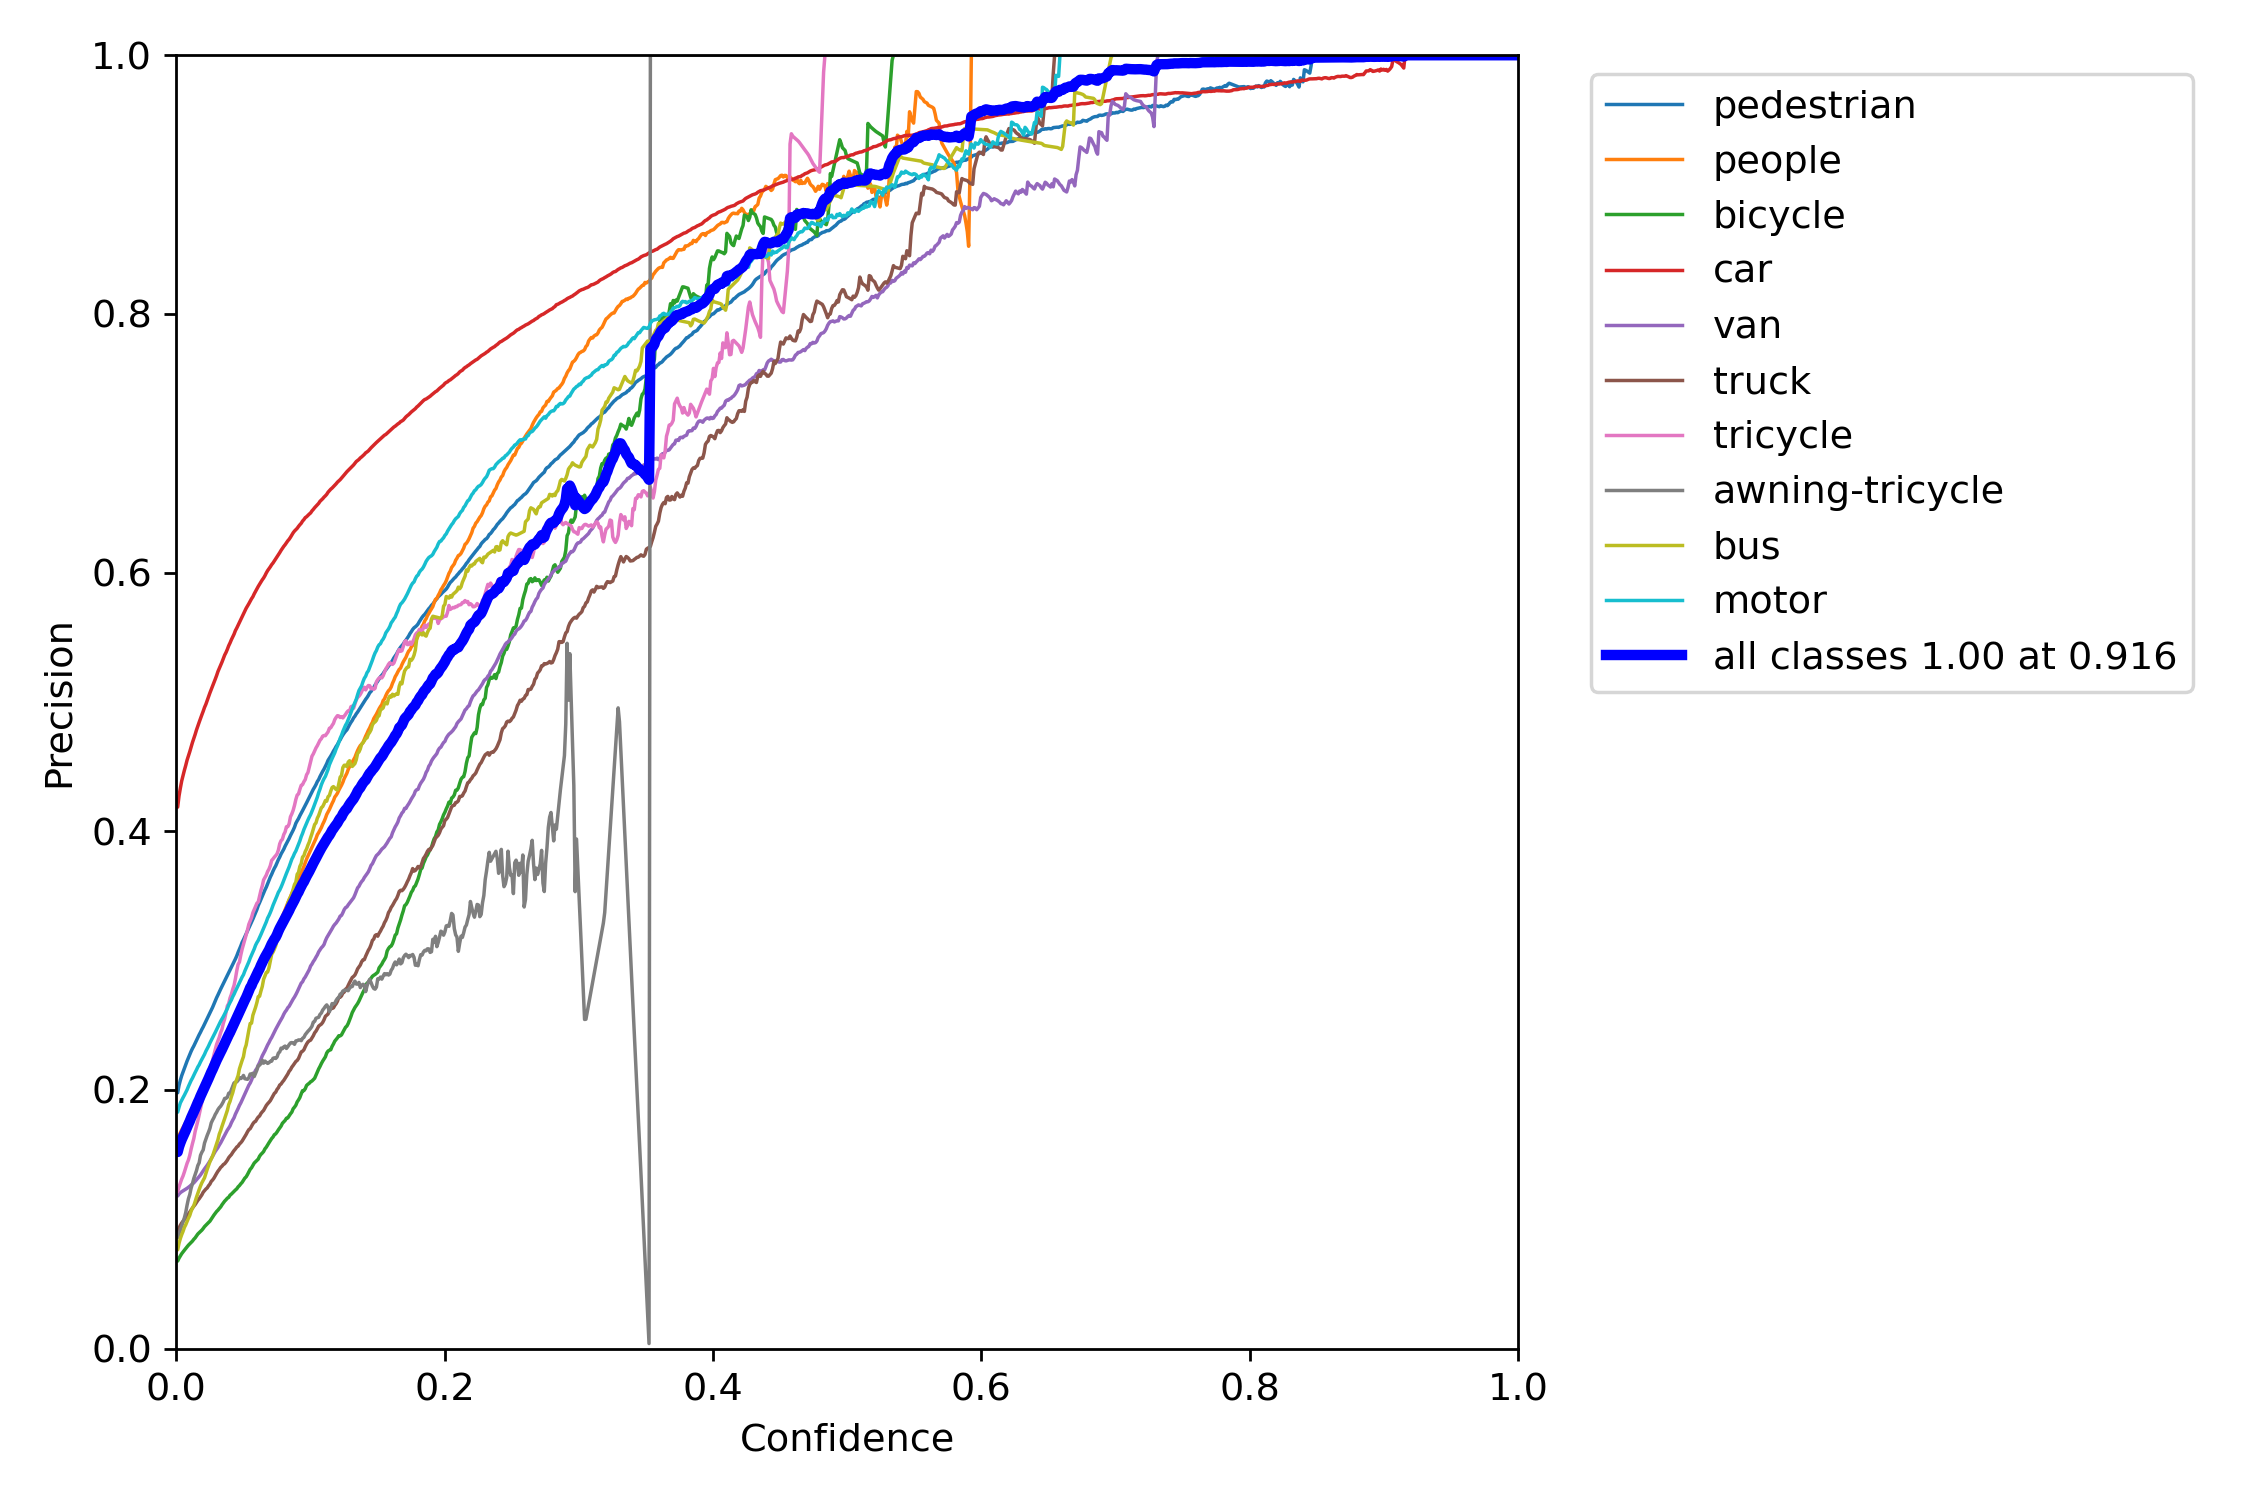 1.0
0.8
0.6
0.4
0.2
0.0
Precision
0.0 0.2 0.4 0.6 0.8 1.0
Confidence
pedestrian
people
bicycle
car
van
truck
tricycle
awning-tricycle
bus
motor
all classes 1.00 at 0.916